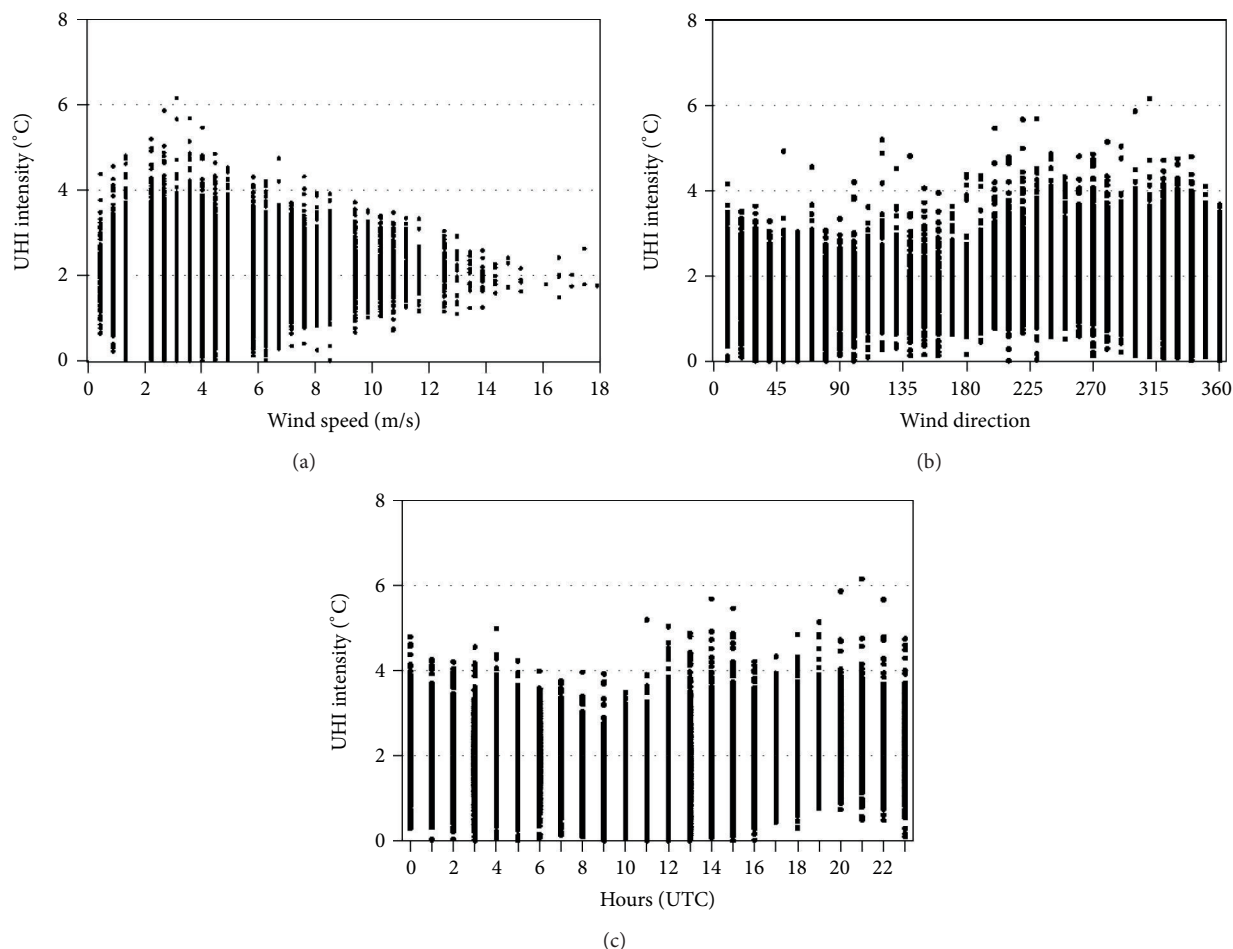 8
6
4
2
0
UHI intensity (°C)
0 2 4 6 8 10 12 14 16 18
Wind speed (m/s)
(a)
8
6
4
2
0
UHI intensity (°C)
0 45 90 135 180 225 270 315 360
Wind direction
(b)
8
6
4
2
0
UHI intensity (°C)
0 2 4 6 8 10 12 14 16 18 20 22
Hours (UTC)
(c)